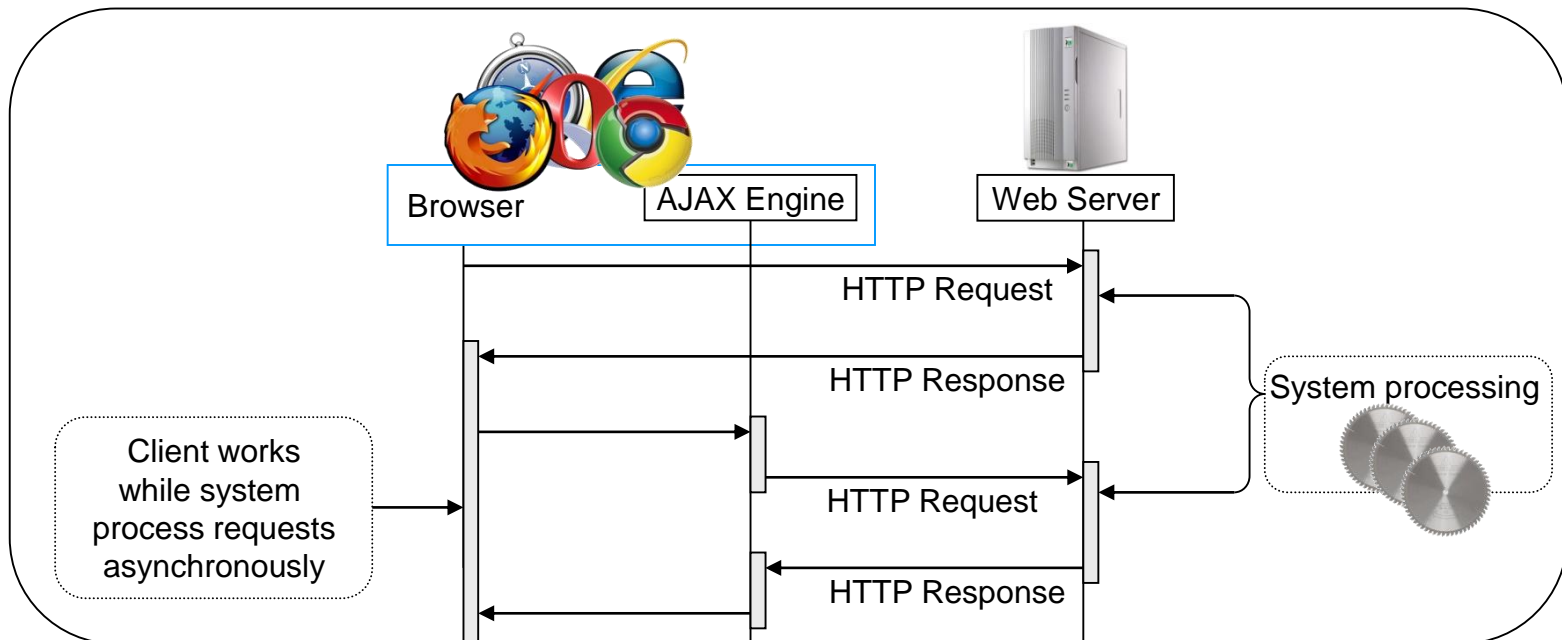 Browser
AJAX Engine
Web Server
HTTP Request
HTTP Response
System processing
Client works
while system
process requests
asynchronously
HTTP Request
HTTP Response